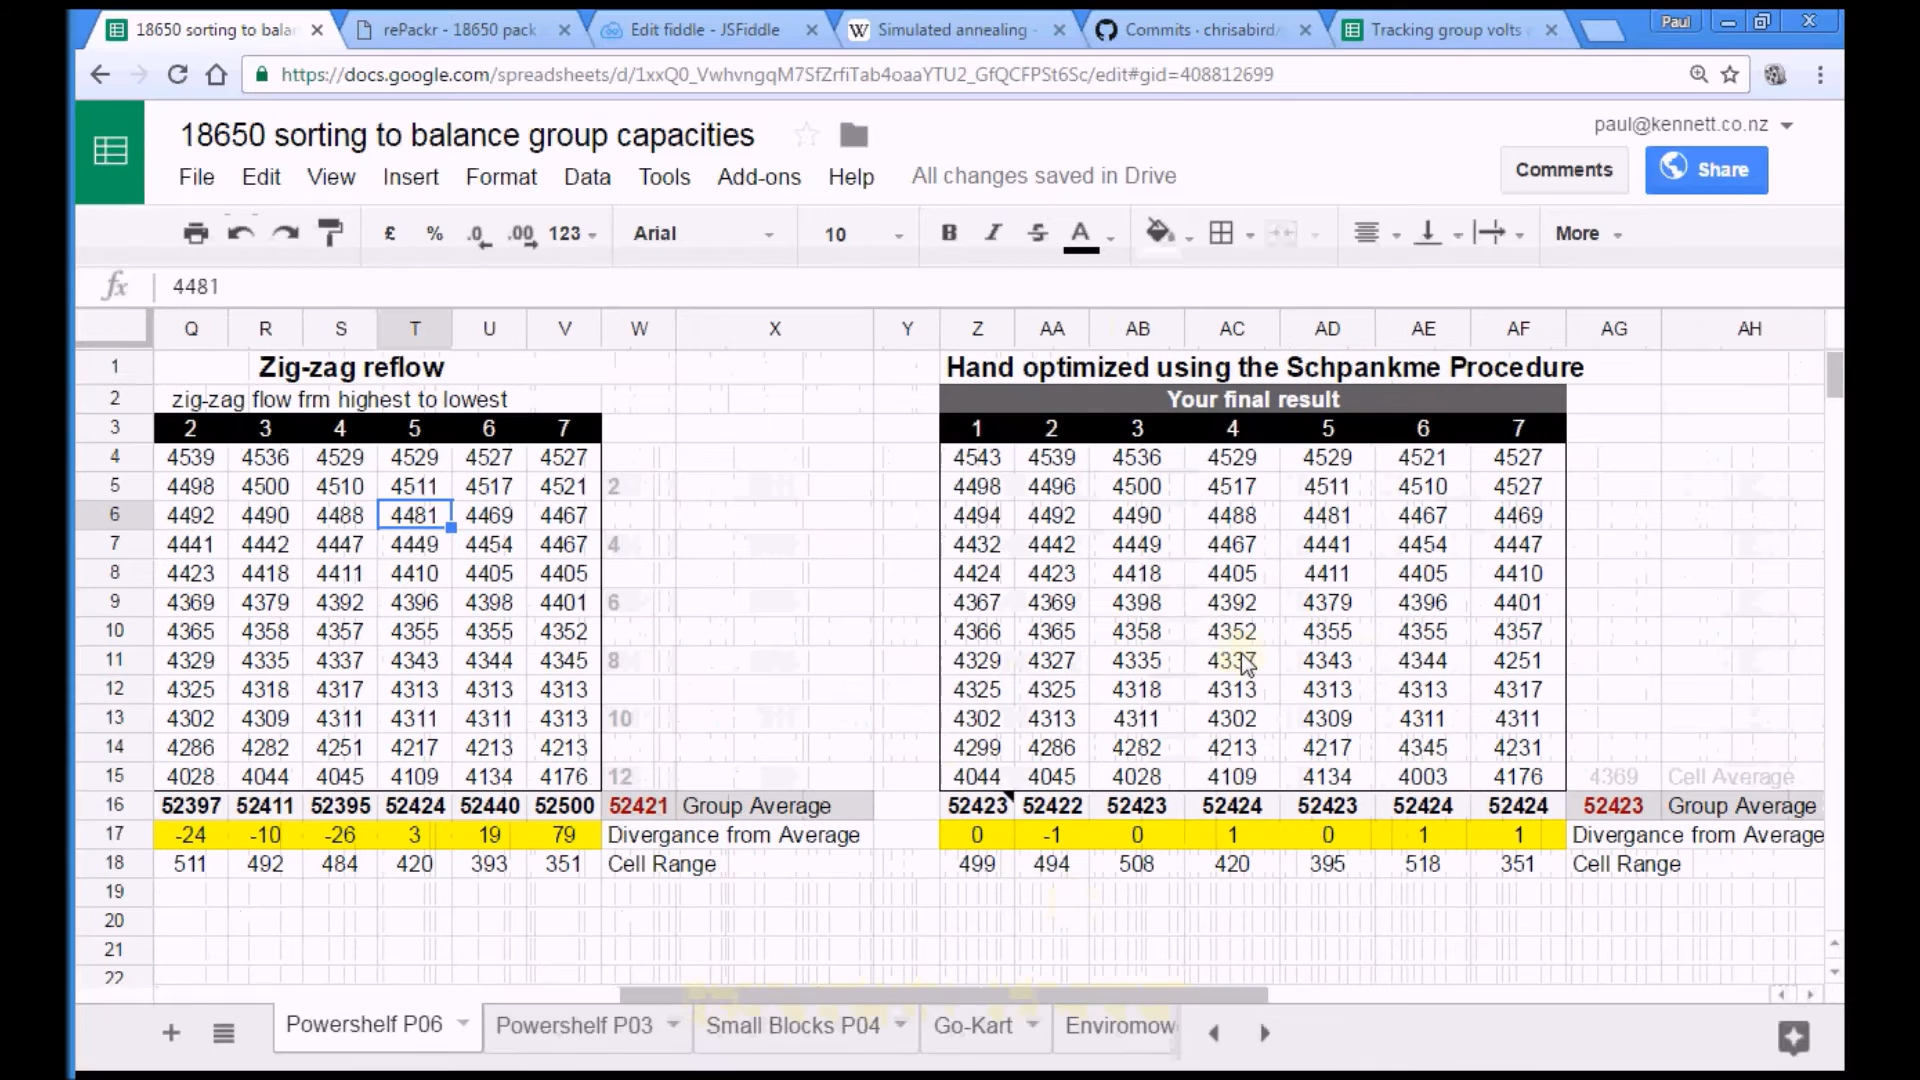 18650 sorting to bala
rePackr - 18650 pack
Edit fiddle - JSFiddle
Simulated annealing -
Commits · chrisabird/
Tracking group volts
Paul
https://docs.google.com/spreadsheets/d/1xxQ0_VwhvngqM7SfZrfiTab4oaaYTU2_GfQCFPSt6Sc/edit#gid=408812699
18650 sorting to balance group capacities
paul@kennett.co.nz
File Edit View Insert Format Data Tools Add-ons Help All changes saved in Drive
Comments Share
£ % .0 .00 123 Arial 10 B I S A More
fx 4481
Q R S T U V W X Y Z AA AB AC AD AE AF AG AH
1 Zig-zag reflow Hand optimized using the Schpankme Procedure
2 zig-zag flow frm highest to lowest Your final result
3 2 3 4 5 6 7 1 2 3 4 5 6 7
4 4539 4536 4529 4529 4527 4527 4543 4539 4536 4529 4529 4521 4527
5 4498 4500 4510 4511 4517 4521 2 4498 4496 4500 4517 4511 4510 4527
6 4492 4490 4488 4481 4469 4467 4494 4492 4490 4488 4481 4467 4469
7 4441 4442 4447 4449 4454 4467 4 4432 4442 4449 4467 4441 4454 4447
8 4423 4418 4411 4410 4405 4405 4424 4423 4418 4405 4411 4405 4410
9 4369 4379 4392 4396 4398 4401 6 4367 4369 4398 4392 4379 4396 4401
10 4365 4358 4357 4355 4355 4352 4366 4365 4358 4352 4355 4355 4357
11 4329 4335 4337 4343 4344 4345 8 4329 4327 4335 4337 4343 4344 4251
12 4325 4318 4317 4313 4313 4313 4325 4325 4318 4313 4313 4313 4317
13 4302 4309 4311 4311 4311 4313 10 4302 4313 4311 4302 4309 4311 4311
14 4286 4282 4251 4217 4213 4213 4299 4286 4282 4213 4217 4345 4231
15 4028 4044 4045 4109 4134 4176 12 4044 4045 4028 4109 4134 4003 4176 4369 Cell Average
16 52397 52411 52395 52424 52440 52500 52421 Group Average 52423 52422 52423 52424 52423 52424 52424 52423 Group Average
17 -24 -10 -26 3 19 79 Divergance from Average 0 -1 0 1 0 1 1 Divergance from Average
18 511 492 484 420 393 351 Cell Range 499 494 508 420 395 518 351 Cell Range
19
20
21
22
Powershelf P06 Powershelf P03 Small Blocks P04 Go-Kart Enviromow